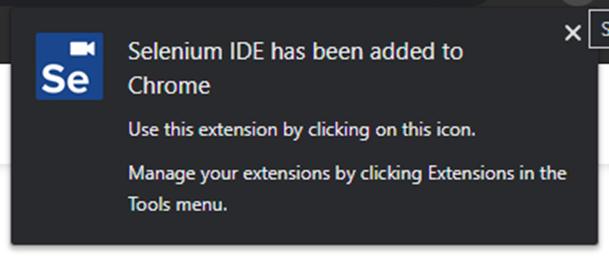 Selenium IDE has been added to
Chrome
Se
Use this extension by clicking on this icon.
Manage your extensions by clicking Extensions in the
Tools menu.